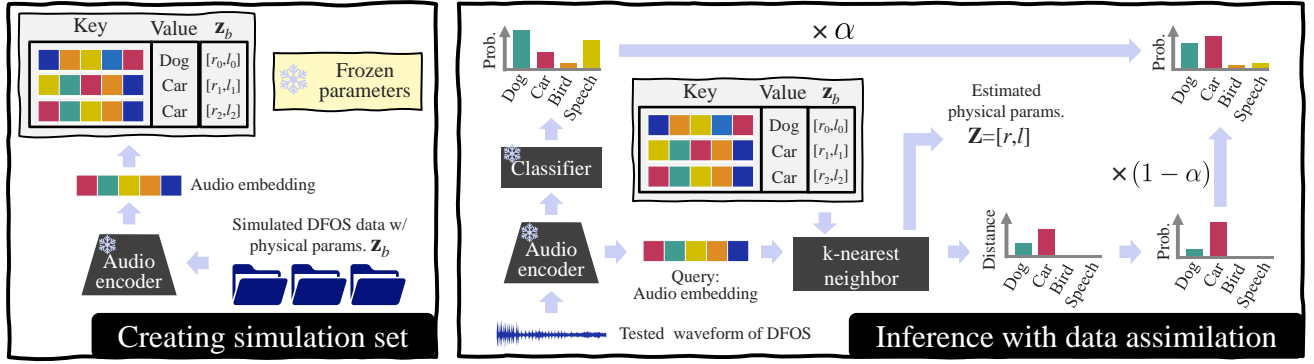 Key Value z_b
Dog [r_0,l_0]
Car [r_1,l_1]
Car [r_2,l_2]
Frozen
parameters
Audio embedding
Simulated DFOS data w/
physical params. z_b
Audio
encoder
Creating simulation set
Prob.
Dog
Car
Bird
Speech
× α
Prob.
Dog
Car
Bird
Speech
Key Value z_b
Dog [r_0,l_0]
Car [r_1,l_1]
Car [r_2,l_2]
Estimated
physical params.
Z=[r,l]
Classifier
× (1 − α)
Audio
encoder
Query:
Audio embedding
k-nearest
neighbor
Distance
Dog
Car
Bird
Speech
Prob.
Dog
Car
Bird
Speech
Tested waveform of DFOS
Inference with data assimilation